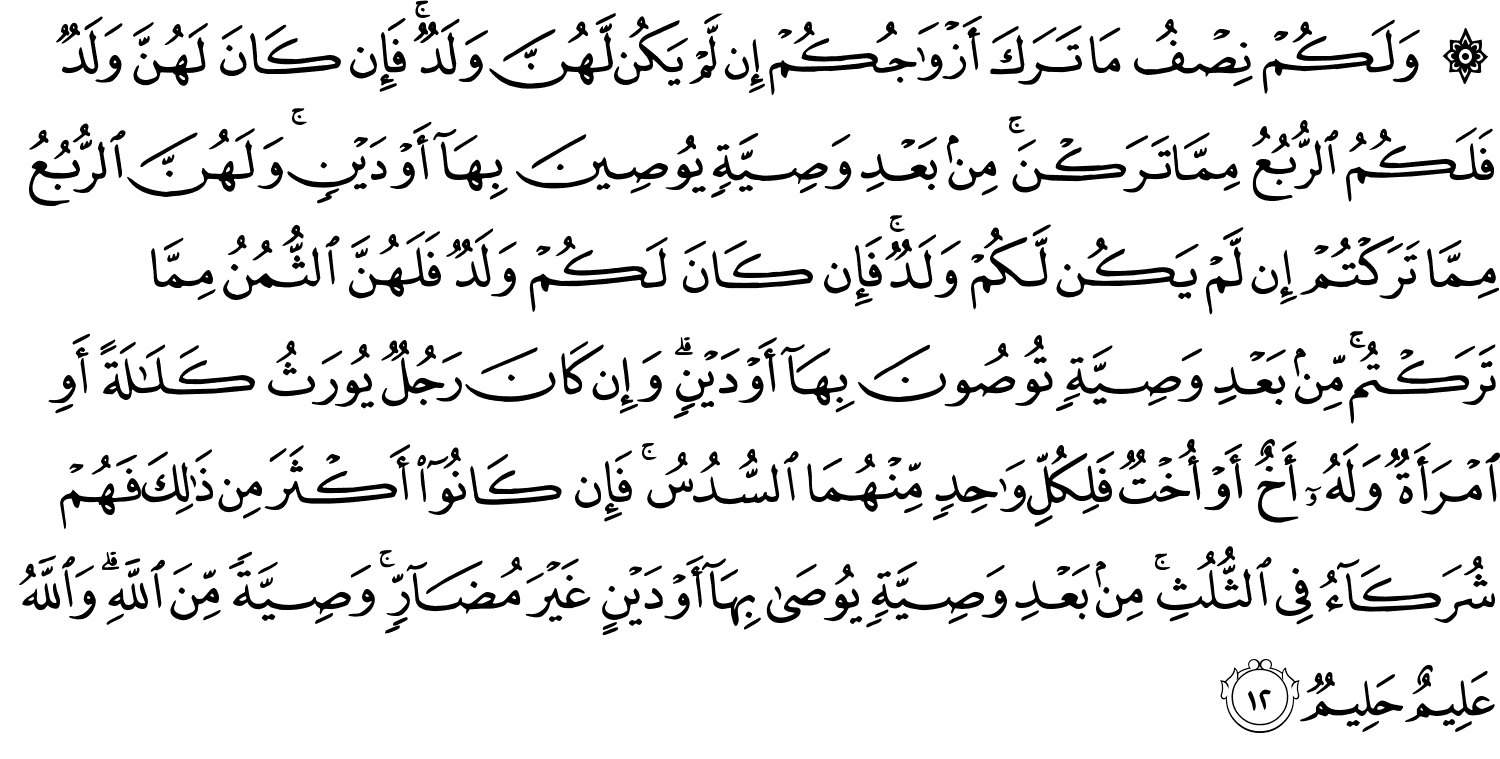 ۞ وَلَكُمۡ نِصۡفُ مَا تَرَكَ أَزۡوَٰجُكُمۡ إِن لَّمۡ يَكُن لَّهُنَّ وَلَدٞۚ فَإِن كَانَ لَهُنَّ وَلَدٞ
فَلَكُمُ ٱلرُّبُعُ مِمَّا تَرَكۡنَۚ مِنۢ بَعۡدِ وَصِيَّةٖ يُوصِينَ بِهَآ أَوۡ دَيۡنٖۚ وَلَهُنَّ ٱلرُّبُعُ
مِمَّا تَرَكۡتُمۡ إِن لَّمۡ يَكُن لَّكُمۡ وَلَدٞۚ فَإِن كَانَ لَكُمۡ وَلَدٞ فَلَهُنَّ ٱلثُّمُنُ مِمَّا
تَرَكۡتُمۚ مِّنۢ بَعۡدِ وَصِيَّةٖ تُوصُونَ بِهَآ أَوۡ دَيۡنٖۗ وَإِن كَانَ رَجُلٞ يُورَثُ كَلَٰلَةً أَوِ
ٱمۡرَأَةٞ وَلَهُۥٓ أَخٌ أَوۡ أُخۡتٞ فَلِكُلِّ وَٰحِدٖ مِّنۡهُمَا ٱلسُّدُسُۚ فَإِن كَانُوٓاْ أَكۡثَرَ مِن ذَٰلِكَ فَهُمۡ
شُرَكَآءُ فِي ٱلثُّلُثِۚ مِنۢ بَعۡدِ وَصِيَّةٖ يُوصَىٰ بِهَآ أَوۡ دَيۡنٍ غَيۡرَ مُضَآرّٖۚ وَصِيَّةٗ مِّنَ ٱللَّهِۗ وَٱللَّهُ
عَلِيمٌ حَلِيمٞ ١٢